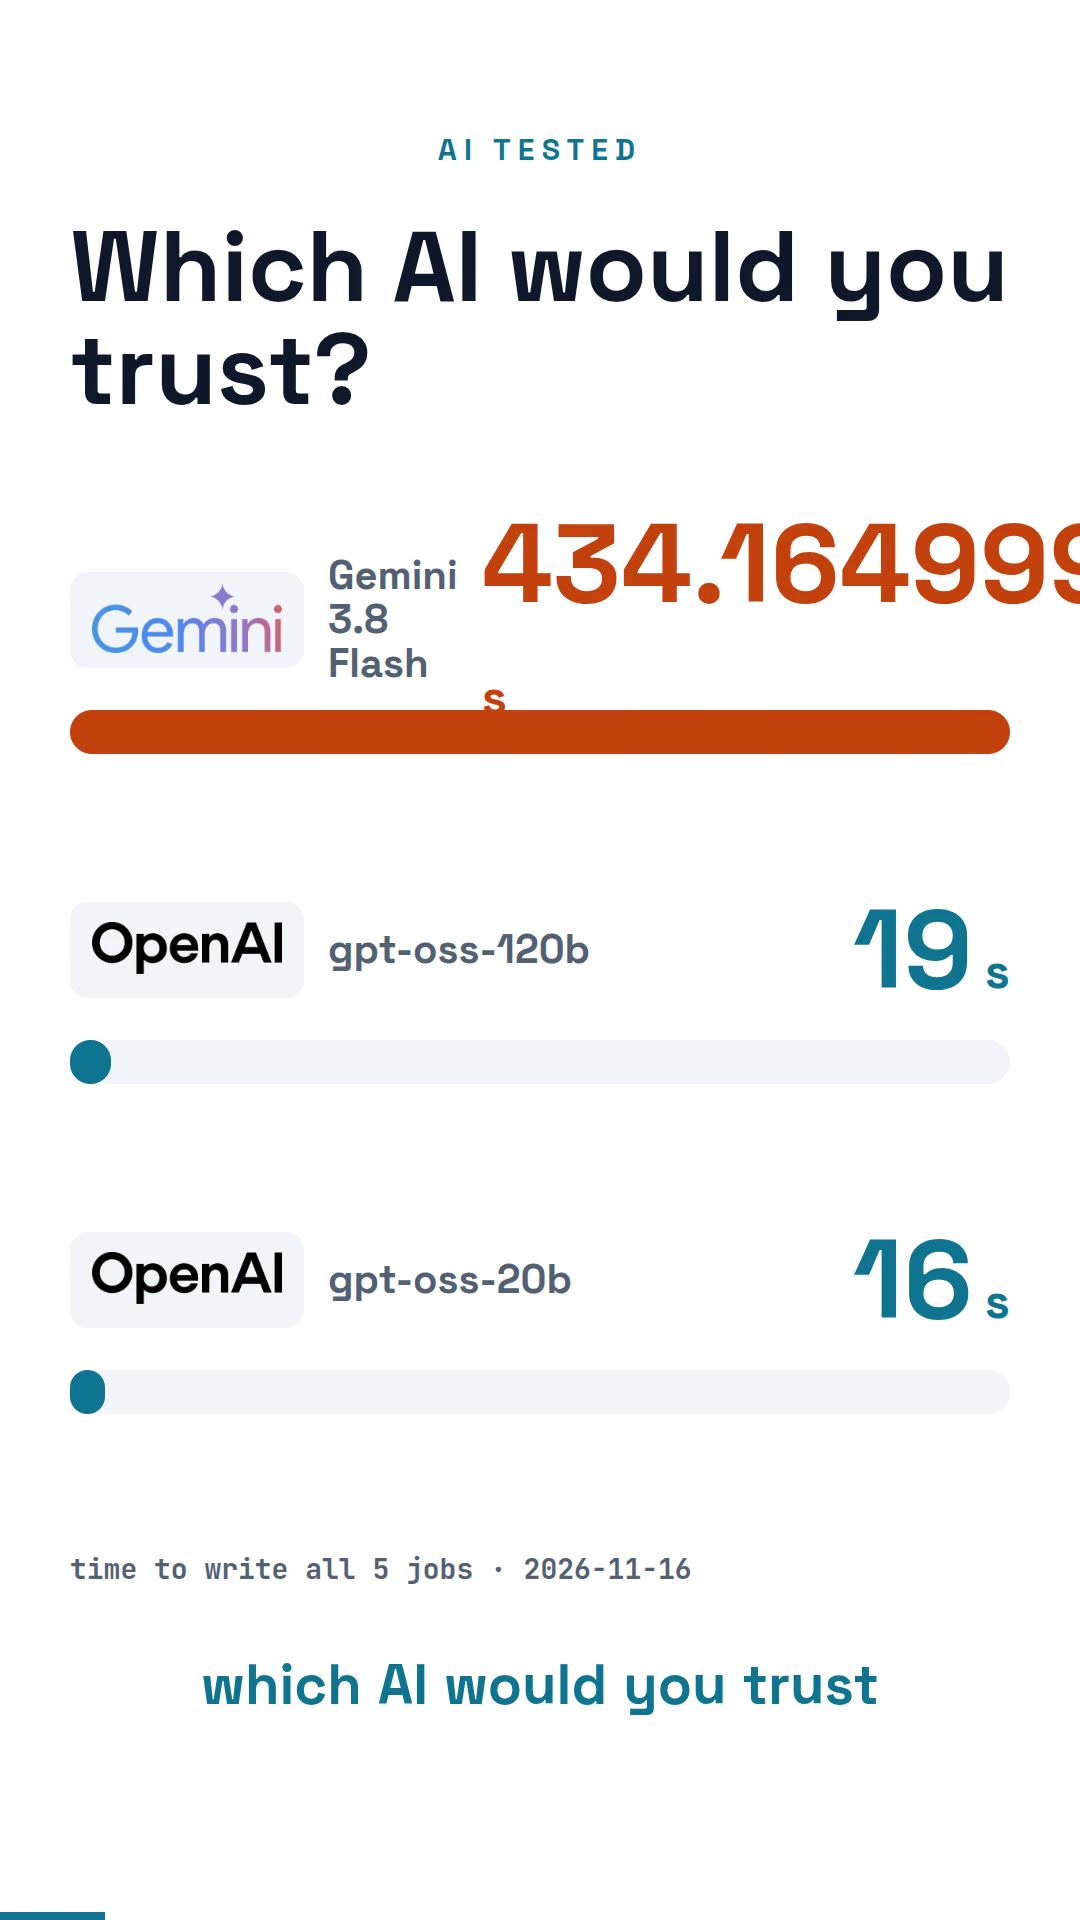 AI TESTED
Which AI would you
trust?
Gemini
Gemini
3.8
Flash
434.164999
s
OpenAI
gpt-oss-120b
19 s
OpenAI
gpt-oss-20b
16 s
time to write all 5 jobs · 2026-11-16
which AI would you trust